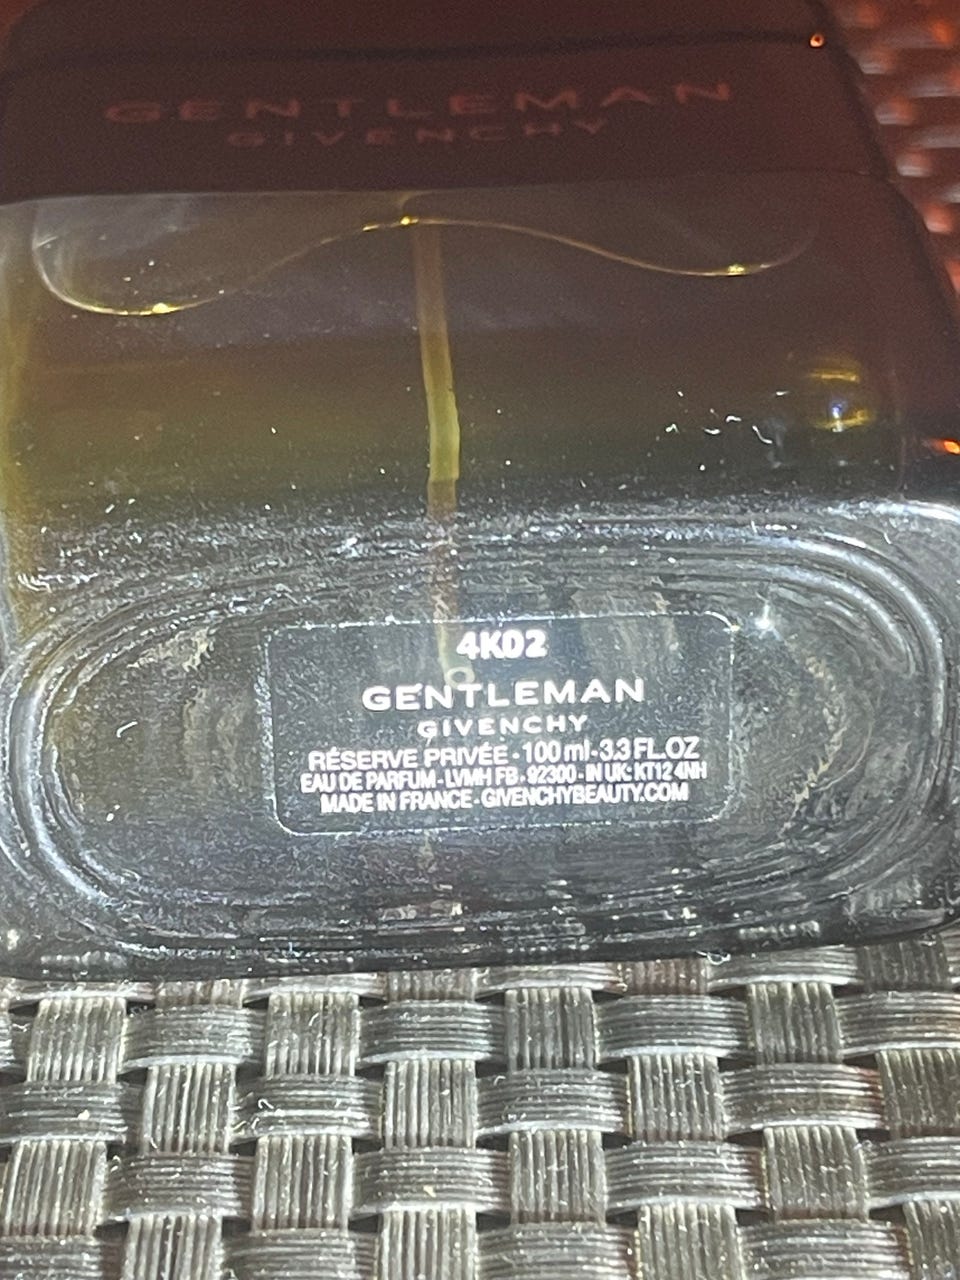 GENTLEMAN
GIVENCHY
4K02
GENTLEMAN
GIVENCHY
RÉSERVE PRIVÉE - 100 ml - 3.3 FL.OZ
EAU DE PARFUM - LVMH FB - 92300 - IN UK: KT12 4NH
MADE IN FRANCE - GIVENCHYBEAUTY.COM